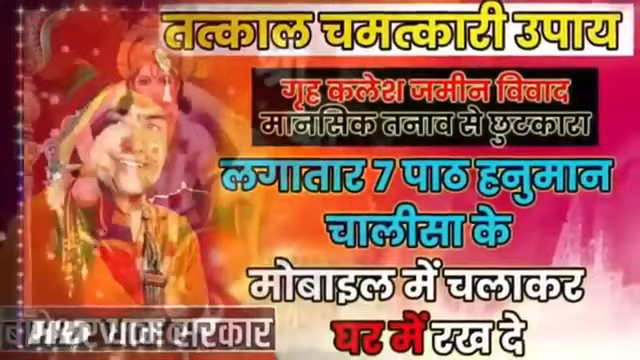 तत्काल चमत्कारी उपाय
गृह कलेश जमीन विवाद
मानसिक तनाव से छुटकारा
लगातार 7 पाठ हनुमान
चालीसा के
मोबाइल में चलाकर
घर में रख दे
धाम सरकार